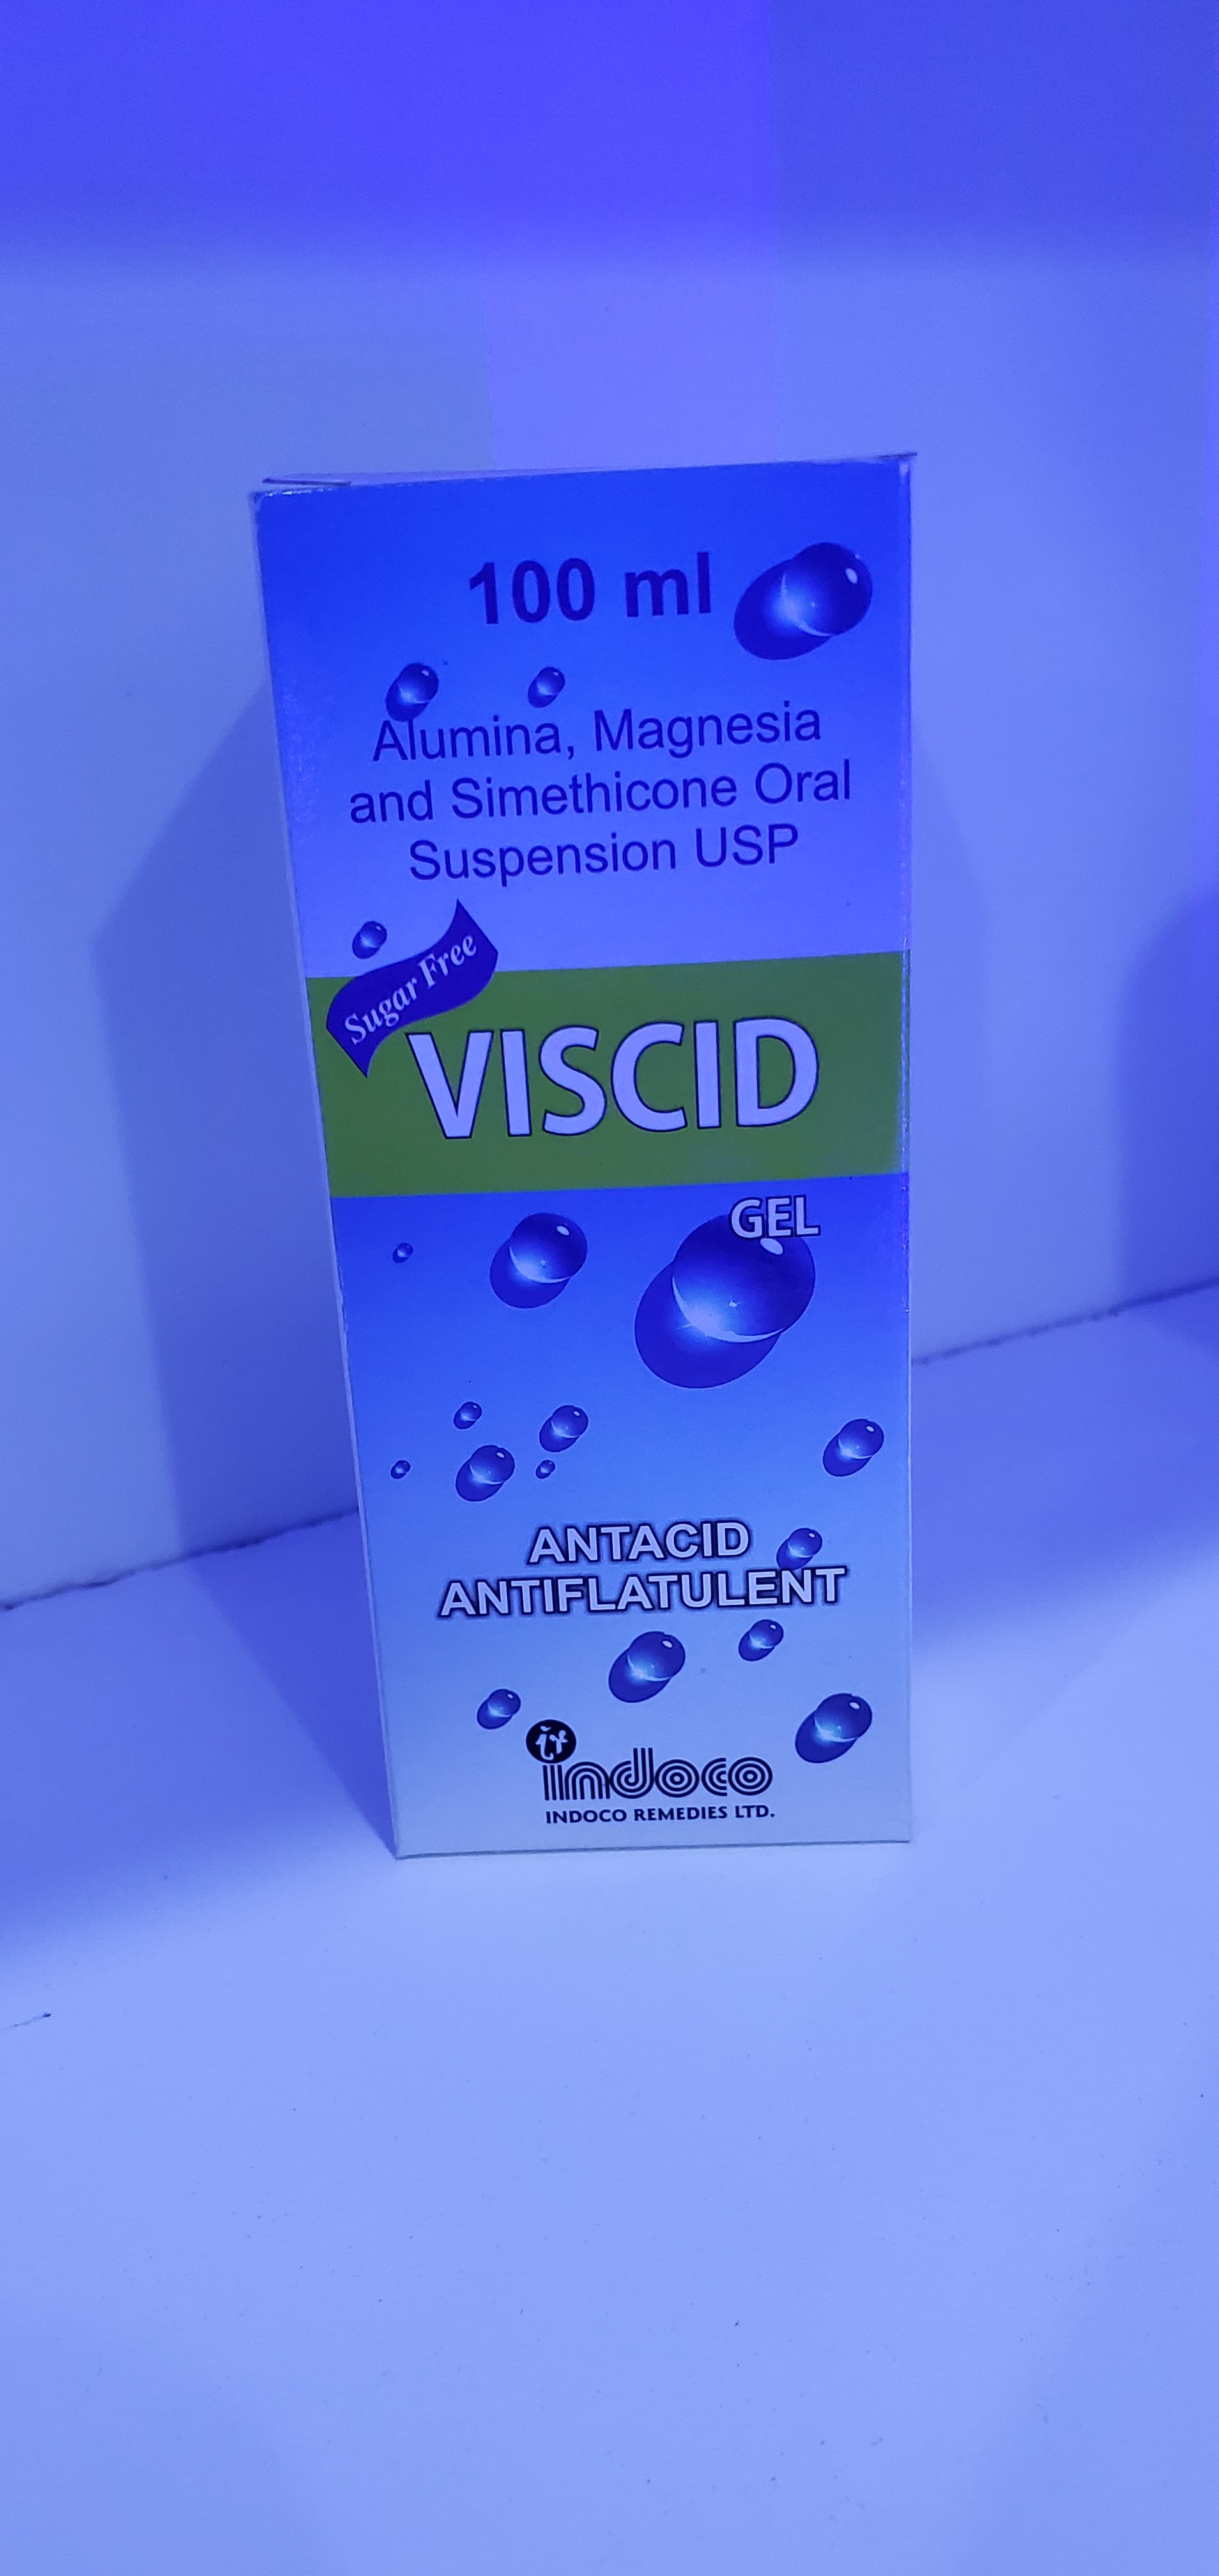 100 ml
Alumina, Magnesia
and Simethicone Oral
Suspension USP
Sugar Free
VISCID
GEL
ANTACID
ANTIFLATULENT
ir
indoco
INDOCO REMEDIES LTD.